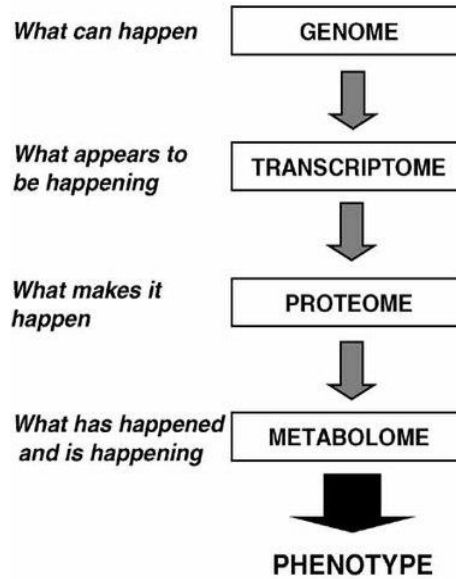 What can happen
GENOME
What appears to
be happening
TRANSCRIPTOME
What makes it
happen
PROTEOME
What has happened
and is happening
METABOLOME
PHENOTYPE